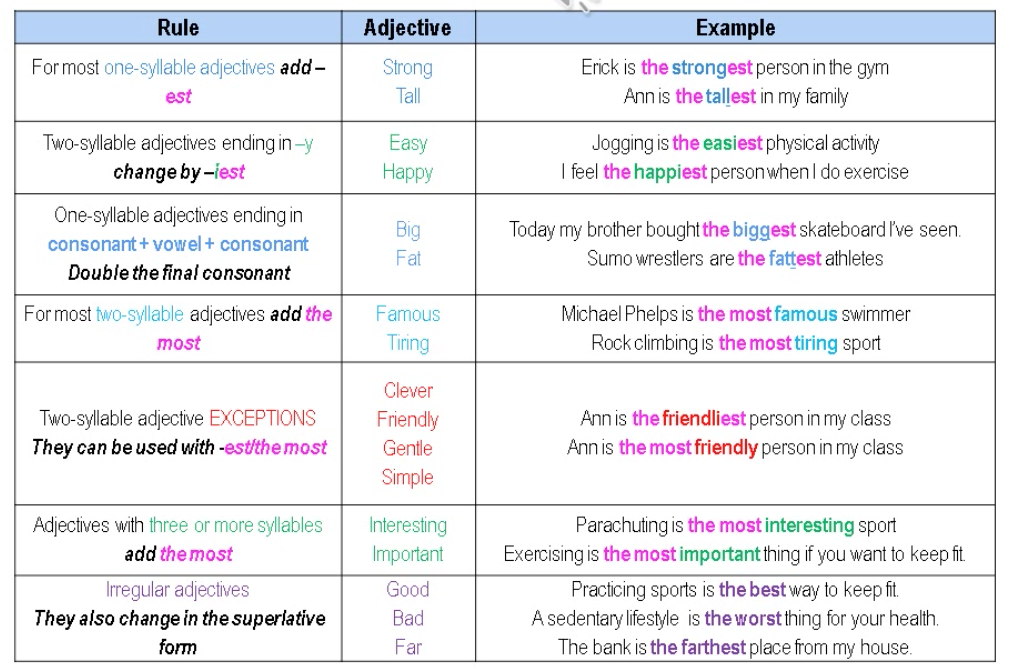 Rule Adjective Example
For most one-syllable adjectives add –
est
Strong
Tall
Erick is the strongest person in the gym
Ann is the tallest in my family
Two-syllable adjectives ending in –y
change by –iest
Easy
Happy
Jogging is the easiest physical activity
I feel the happiest person when I do exercise
One-syllable adjectives ending in
consonant + vowel + consonant
Double the final consonant
Big
Fat
Today my brother bought the biggest skateboard I've seen.
Sumo wrestlers are the fattest athletes
For most two-syllable adjectives add the
most
Famous
Tiring
Michael Phelps is the most famous swimmer
Rock climbing is the most tiring sport
Two-syllable adjective EXCEPTIONS
They can be used with -est/the most
Clever
Friendly
Gentle
Simple
Ann is the friendliest person in my class
Ann is the most friendly person in my class
Adjectives with three or more syllables
add the most
Interesting
Important
Parachuting is the most interesting sport
Exercising is the most important thing if you want to keep fit.
Irregular adjectives
They also change in the superlative
form
Good
Bad
Far
Practicing sports is the best way to keep fit.
A sedentary lifestyle is the worst thing for your health.
The bank is the farthest place from my house.